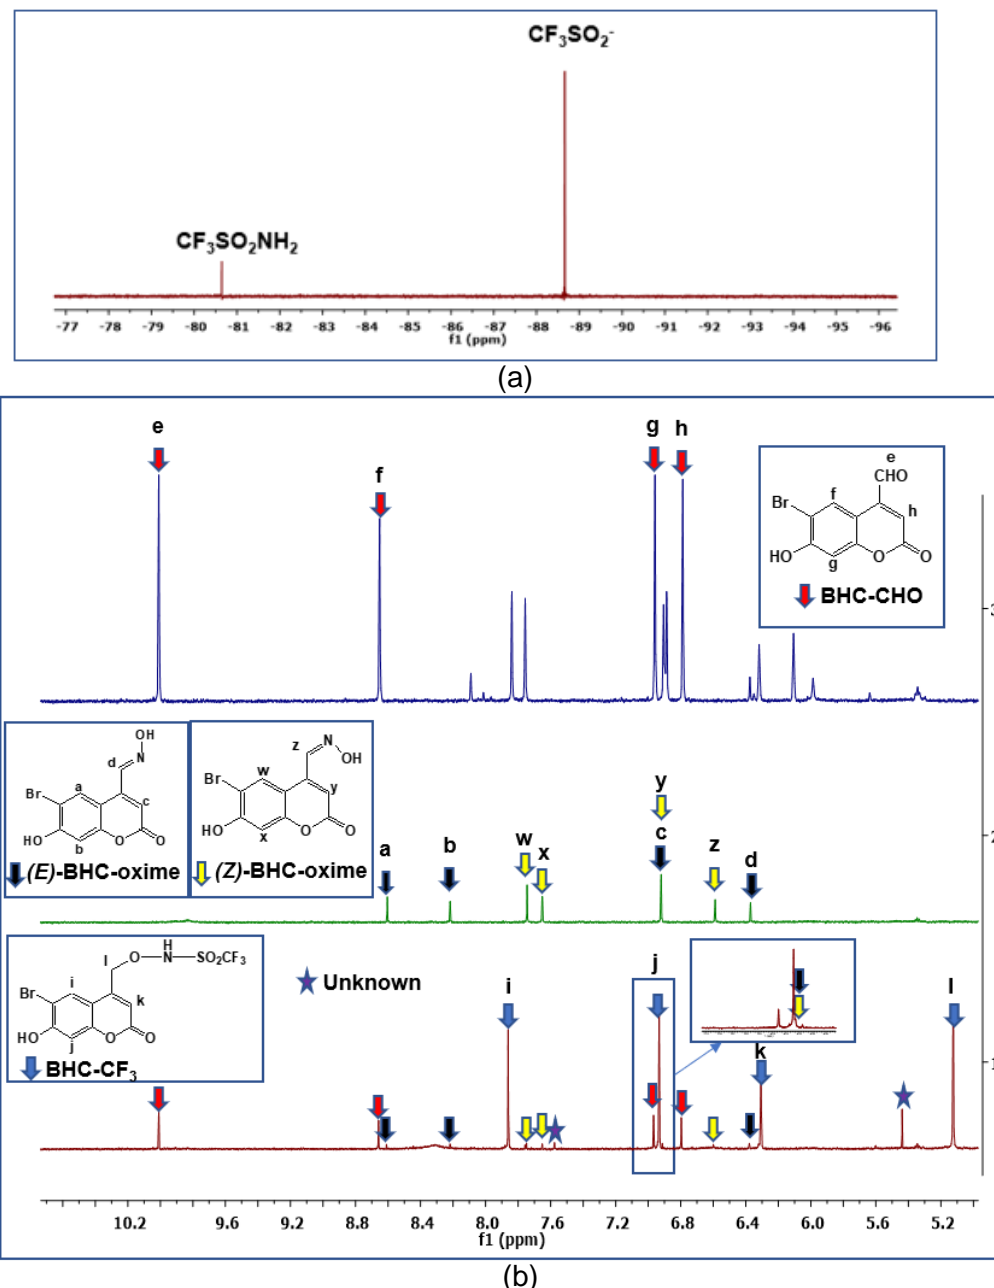 CF3SO2-
CF3SO2NH2
-77 -78 -79 -80 -81 -82 -83 -84 -85 -86 -87 -88 -89 -90 -91 -92 -93 -94 -95 -96
f1 (ppm)
(a)
e
f
g
h
e
CHO
Br
f
h
HO
O
O
g
BHC-CHO
OH
d
N
Br
a
c
HO
O
O
b
(E)-BHC-oxime
z
N
OH
Br
w
y
HO
O
O
x
(Z)-BHC-oxime
a
b
w
x
y
c
z
d
H
l
O
N
SO2CF3
Br
i
k
HO
O
O
j
BHC-CF3
Unknown
i
j
k
l
10.2 9.6 9.2 8.8 8.4 8.0 7.6 7.2 6.8 6.4 6.0 5.6 5.2
f1 (ppm)
(b)